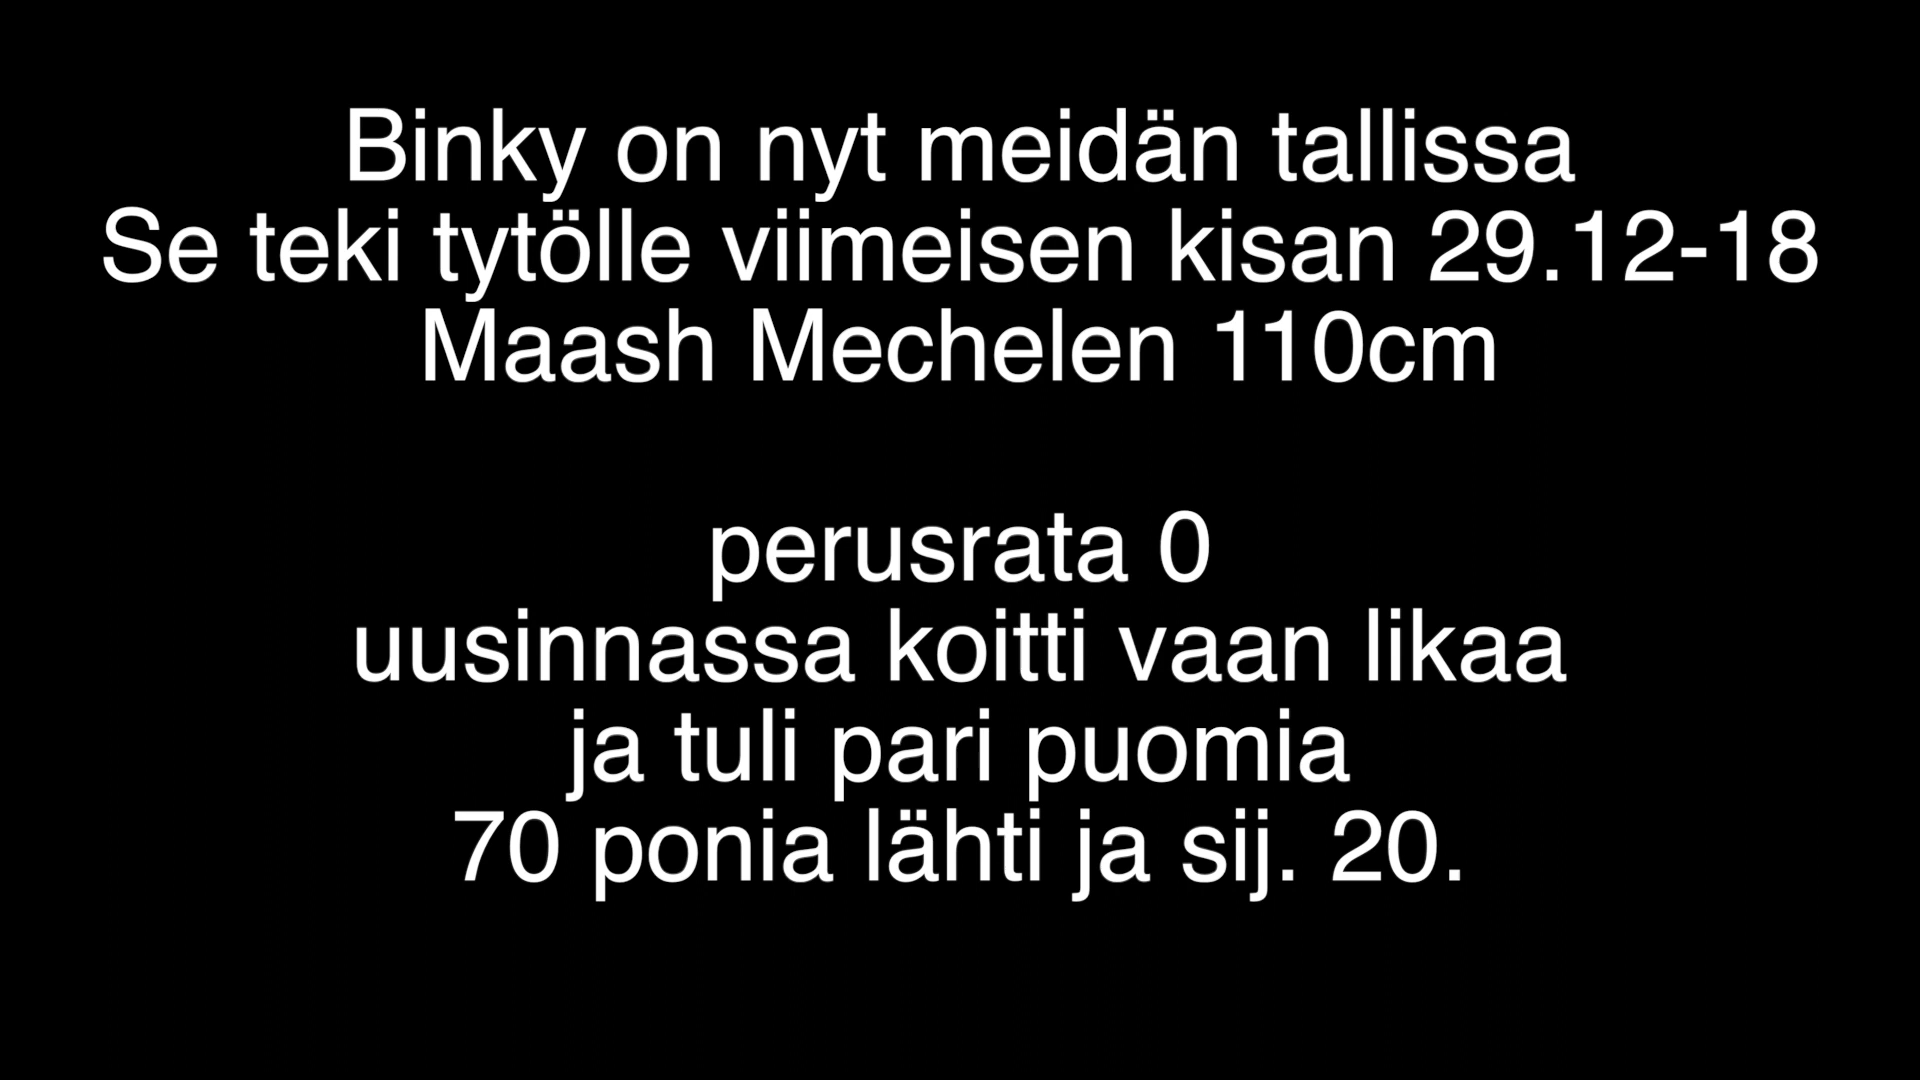 Binky on nyt meidän tallissa
Se teki tytölle viimeisen kisan 29.12-18
Maash Mechelen 110cm
perusrata 0
uusinnassa koitti vaan likaa
ja tuli pari puomia
70 ponia lähti ja sij. 20.